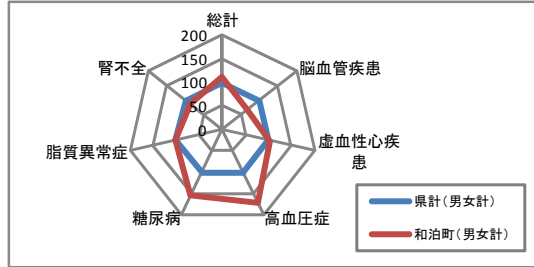 総計
200
150
100
50
0
脳血管疾患
虚血性心疾
患
高血圧症
糖尿病
脂質異常症
腎不全
県計(男女計)
和泊町(男女計)